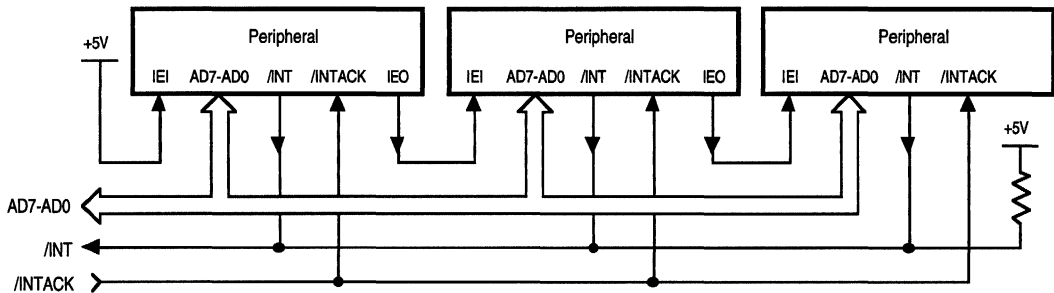 +5V
Peripheral
IEI AD7-AD0 /INT /INTACK IEO
Peripheral
IEI AD7-AD0 /INT /INTACK IEO
Peripheral
IEI AD7-AD0 /INT /INTACK
+5V
AD7-AD0
/INT
/INTACK